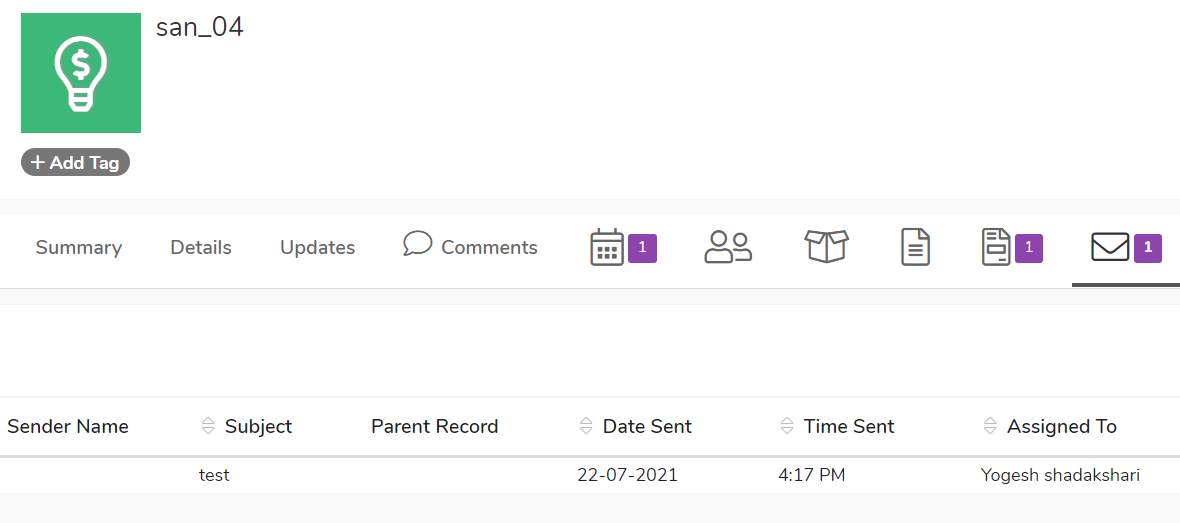 san_04
+ Add Tag
Summary Details Updates Comments 1 1 1
Sender Name Subject Parent Record Date Sent Time Sent Assigned To
test 22-07-2021 4:17 PM Yogesh shadakshari